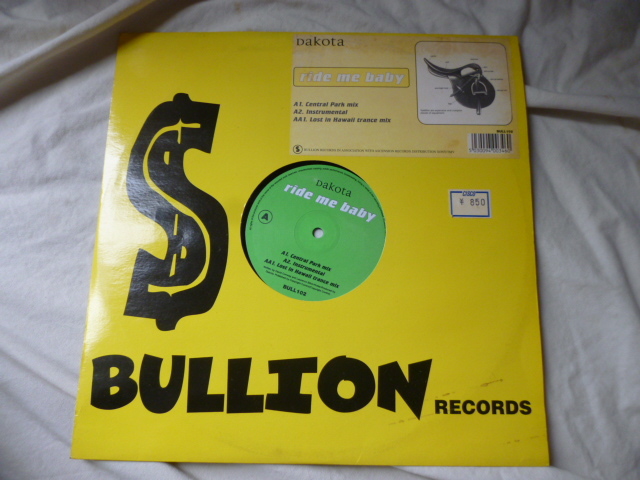 Dakota
ride me baby
A1. Central Park mix
A2. Instrumental
AA1. Lost in Hawaii trance mix
¥ 850
Dakota
ride me baby
A
A1. Central Park mix
A2. Instrumental
AA1. Lost in Hawaii trance mix
BULL102
$
BULLION RECORDS